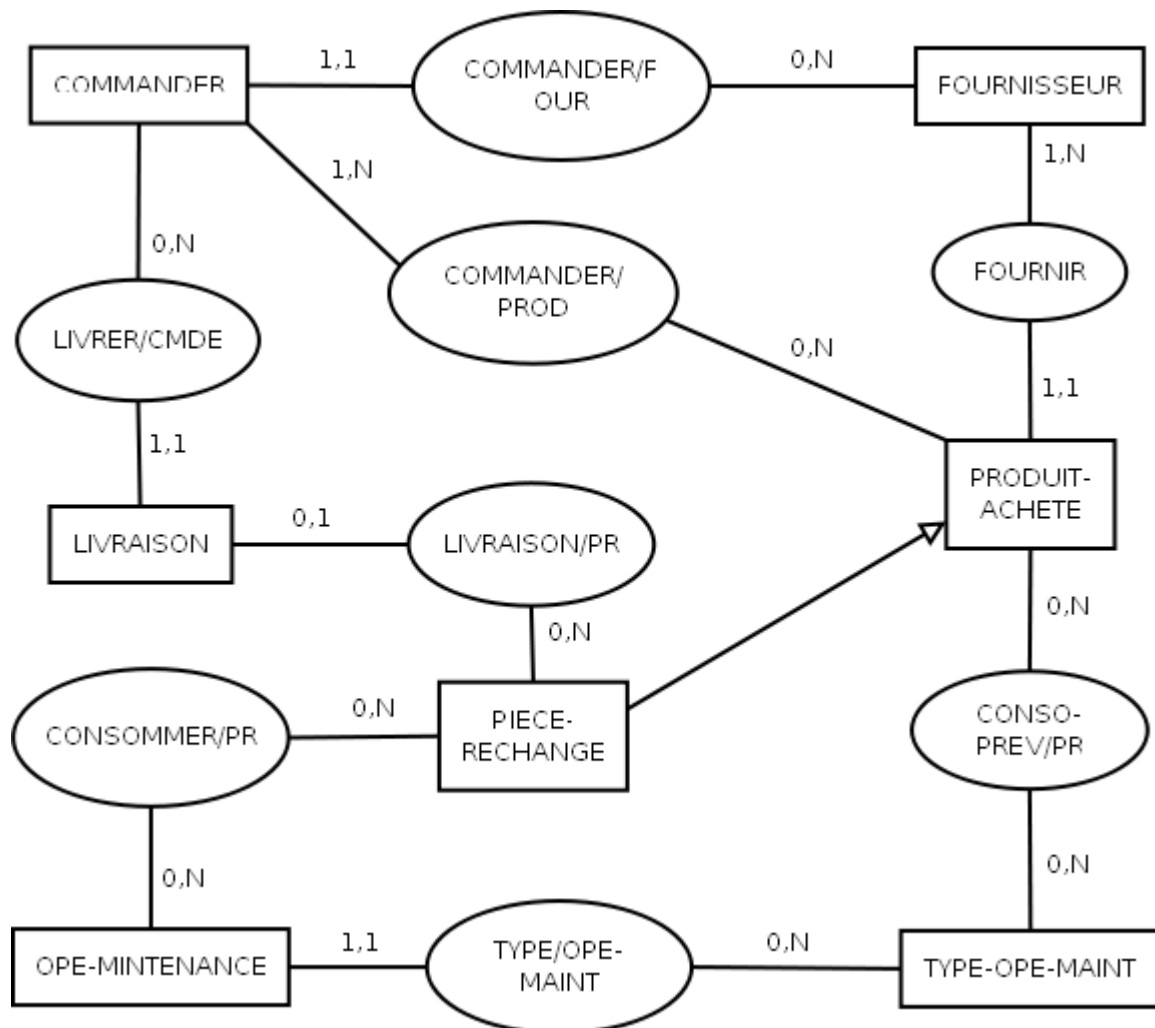 1,1
COMMANDER/F
OUR
0,N
COMMANDER
FOURNISSEUR
1,N
1,N
0,N
COMMANDER/
PROD
FOURNIR
LIVRER/CMDE
0,N
1,1
1,1
PRODUIT-
ACHETE
0,1
LIVRAISON
LIVRAISON/PR
0,N
0,N
0,N
PIECE-
RECHANGE
CONSOMMER/PR
CONSO-
PREV/PR
0,N
0,N
1,1
TYPE/OPE-
MAINT
0,N
OPE-MINTENANCE
TYPE-OPE-MAINT